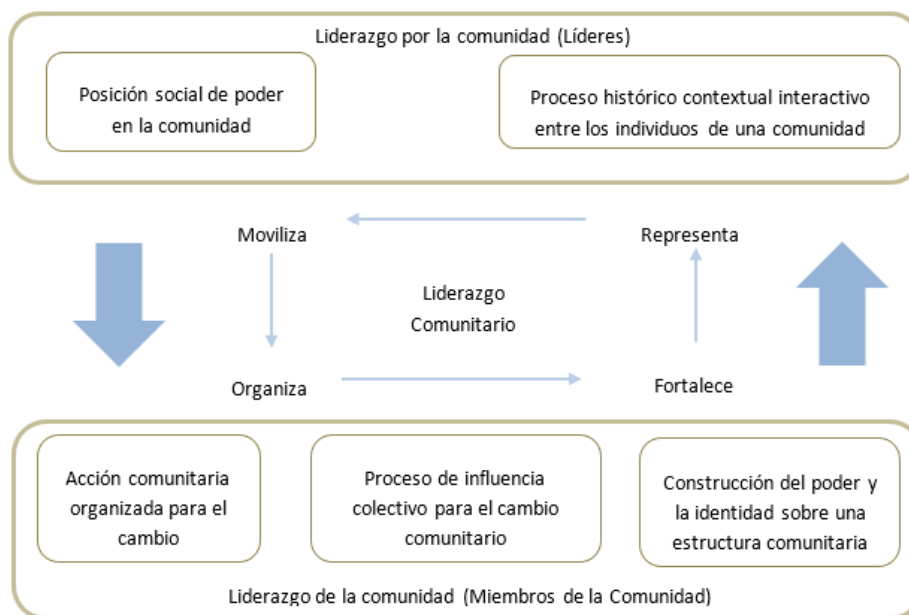 Liderazgo por la comunidad (Líderes)
Posición social de poder
en la comunidad
Proceso histórico contextual interactivo
entre los individuos de una comunidad
Moviliza
Representa
Liderazgo
Comunitario
Organiza
Fortalece
Acción comunitaria
organizada para el
cambio
Proceso de influencia
colectivo para el cambio
comunitario
Construcción del poder y
la identidad sobre una
estructura comunitaria
Liderazgo de la comunidad (Miembros de la Comunidad)